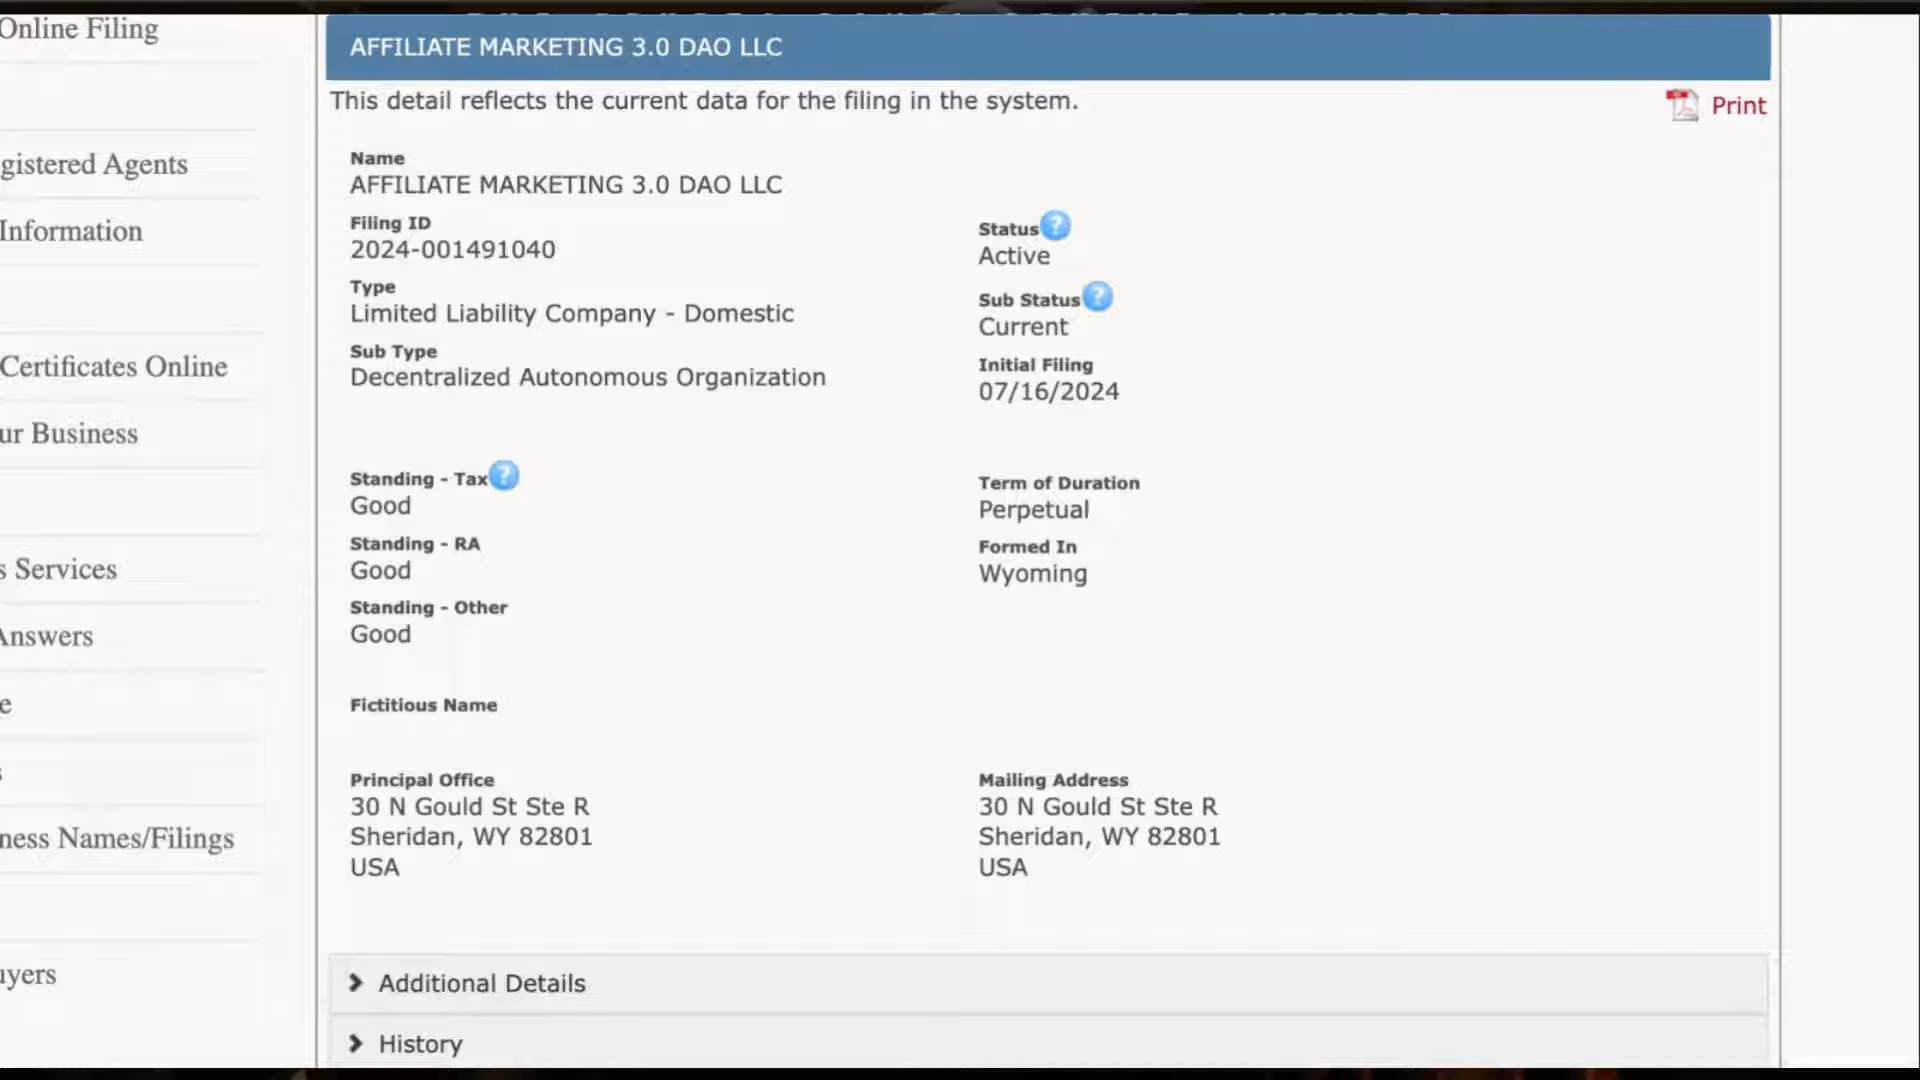 Online Filing
gistered Agents
Information
Certificates Online
ur Business
s Services
Answers
e
s
ness Names/Filings
uyers
AFFILIATE MARKETING 3.0 DAO LLC
This detail reflects the current data for the filing in the system.
Print
Name
AFFILIATE MARKETING 3.0 DAO LLC
Filing ID
2024-001491040
Type
Limited Liability Company - Domestic
Sub Type
Decentralized Autonomous Organization
Status ?
Active
Sub Status ?
Current
Initial Filing
07/16/2024
Standing - Tax ?
Good
Standing - RA
Good
Standing - Other
Good
Term of Duration
Perpetual
Formed In
Wyoming
Fictitious Name
Principal Office
30 N Gould St Ste R
Sheridan, WY 82801
USA
Mailing Address
30 N Gould St Ste R
Sheridan, WY 82801
USA
Additional Details
History